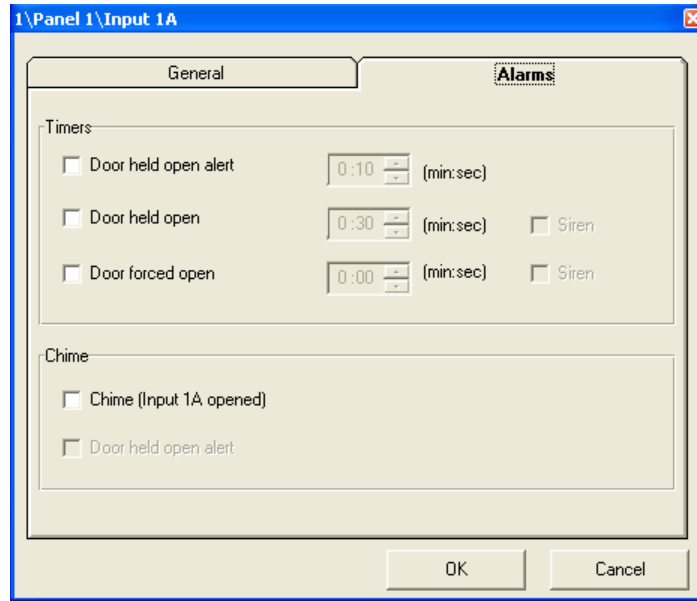 1\Panel 1\Input 1A
General Alarms
Timers
Door held open alert 0:10 (min:sec)
Door held open 0:30 (min:sec) Siren
Door forced open 0:00 (min:sec) Siren
Chime
Chime (Input 1A opened)
Door held open alert
OK Cancel